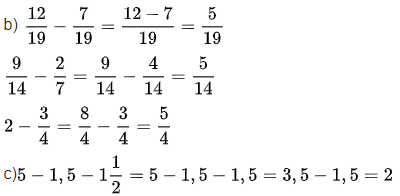 b) 12/19 − 7/19 = (12 − 7)/19 = 5/19
9/14 − 2/7 = 9/14 − 4/14 = 5/14
2 − 3/4 = 8/4 − 3/4 = 5/4
c)5 − 1,5 − 1 1/2 = 5 − 1,5 − 1,5 = 3,5 − 1,5 = 2